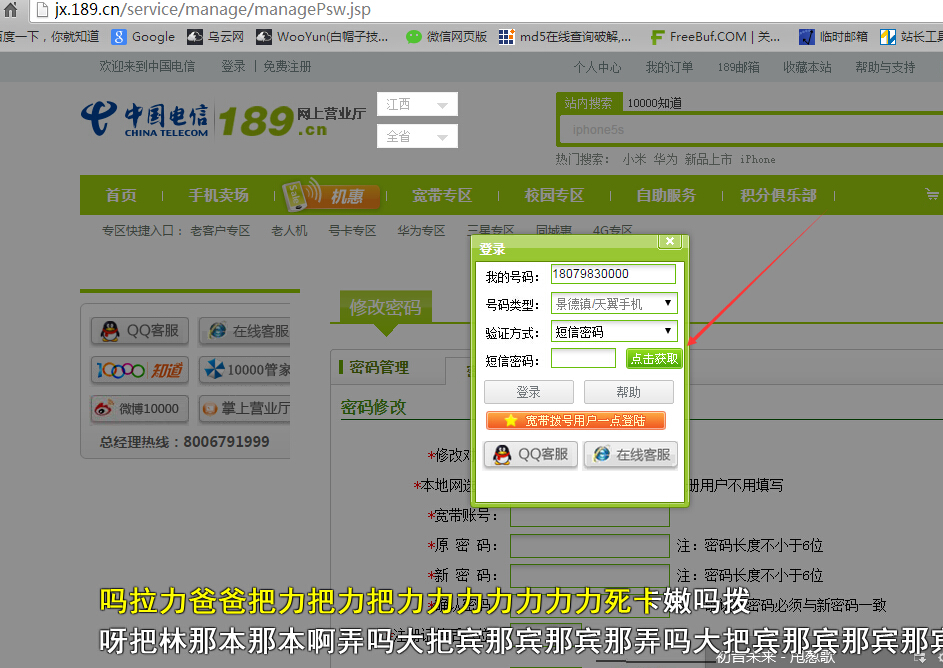 jx.189.cn/service/manage/managePsw.jsp
百度一下，你就知道 Google 乌云网 WooYun(白帽子技... 微信网页版 md5在线查询破解,... FreeBuf.COM | 关... 临时邮箱 站长工具
欢迎来到中国电信 登录 | 免费注册 个人中心 我的订单 189邮箱 收藏本站 帮助与支持
中国电信 CHINA TELECOM 189.cn 网上营业厅
江西
全省
站内搜索 10000知道
iphone5s
热门搜索： 小米 华为 新品上市 iPhone
首页 手机卖场 机惠 宽带专区 校园专区 自助服务 积分俱乐部
专区快捷入口： 老客户专区 老人机 号卡专区 华为专区 三星专区 同城惠 4G专区
QQ客服 在线客服
10000知道 10000管家
微博10000 掌上营业厅
总经理热线：8006791999
修改密码
密码管理
密码修改
登录
我的号码： 18079830000
号码类型： 景德镇/天翼手机
验证方式： 短信密码
短信密码： 点击获取
登录 帮助
宽带拨号用户一点登陆
QQ客服 在线客服
*修改对
*本地网选 册用户不用填写
*宽带账号：
*原 密 码： 注：密码长度不小于6位
*新 密 码： 注：密码长度不小于6位
密码必须与新密码一致
吗拉力爸爸把力把力把力力力力力力力死卡嫩吗拨
呀把林那本那本啊弄吗大把宾那宾那宾那弄吗大把宾那宾那宾那宾
初音未来 - 甩葱歌